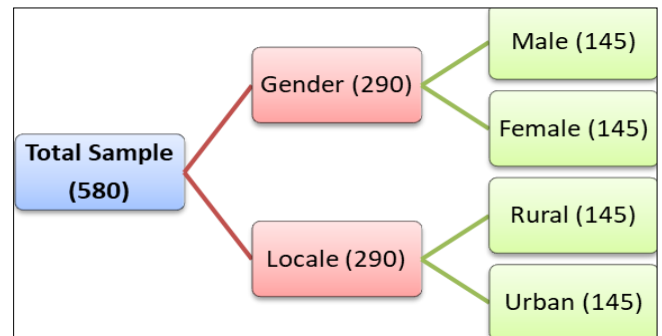 Total Sample
(580)
Gender (290)
Locale (290)
Male (145)
Female (145)
Rural (145)
Urban (145)